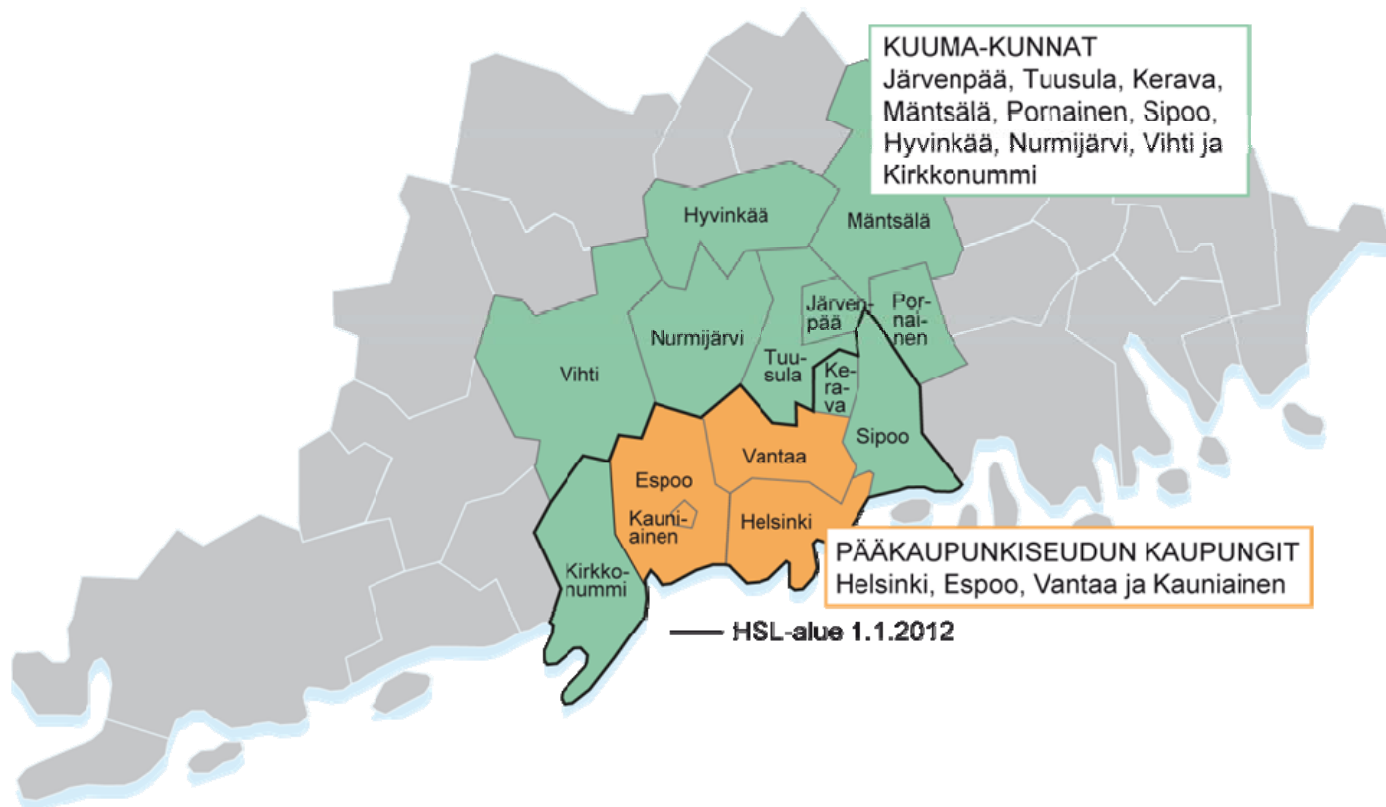 KUUMA-KUNNAT
Järvenpää, Tuusula, Kerava,
Mäntsälä, Pornainen, Sipoo,
Hyvinkää, Nurmijärvi, Vihti ja
Kirkkonummi
Hyvinkää
Mäntsälä
Järven-
pää
Por-
nai-
nen
Nurmijärvi
Tuu-
sula
Vihti
Ke-
ra-
va
Sipoo
Vantaa
Espoo
Kauni-
ainen
Helsinki
Kirkko-
nummi
PÄÄKAUPUNKISEUDUN KAUPUNGIT
Helsinki, Espoo, Vantaa ja Kauniainen
HSL-alue 1.1.2012